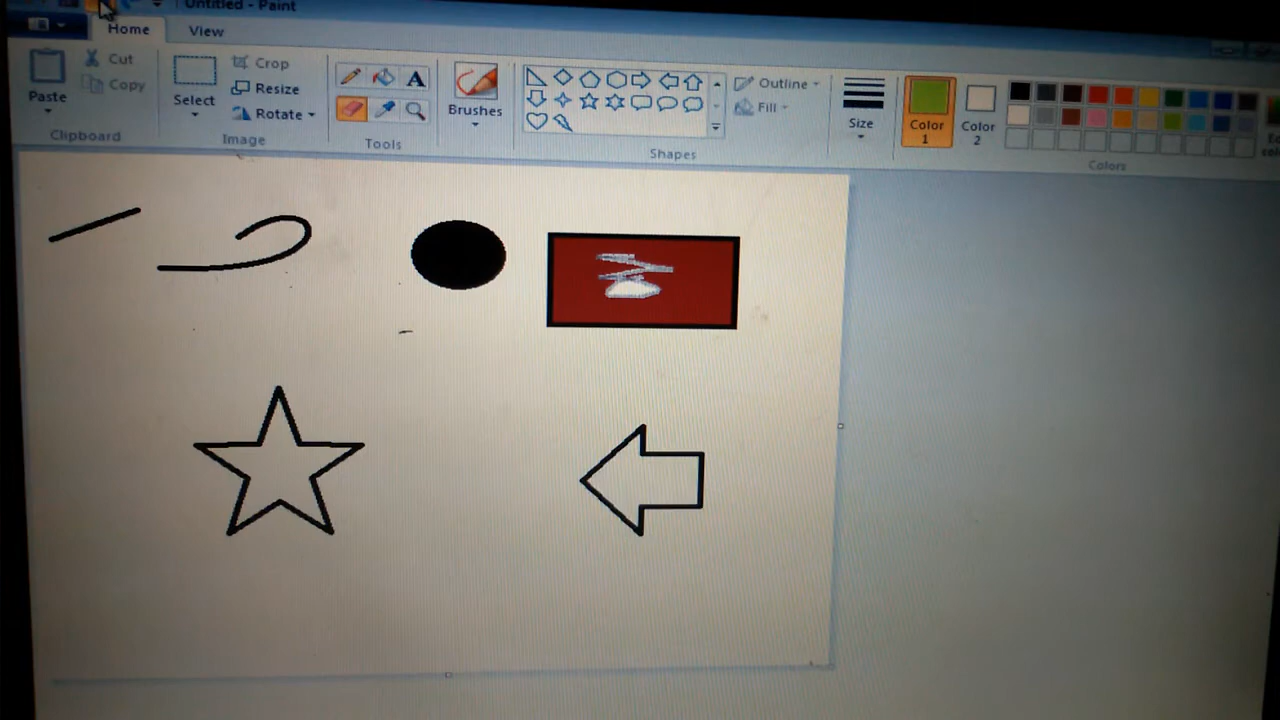 Untitled - Paint
Home View
Paste
Cut
Copy
Clipboard
Select
Crop
Resize
Rotate
Image
A
Tools
Brushes
Shapes
Outline
Fill
Size
Color
1
Color
2
Colors